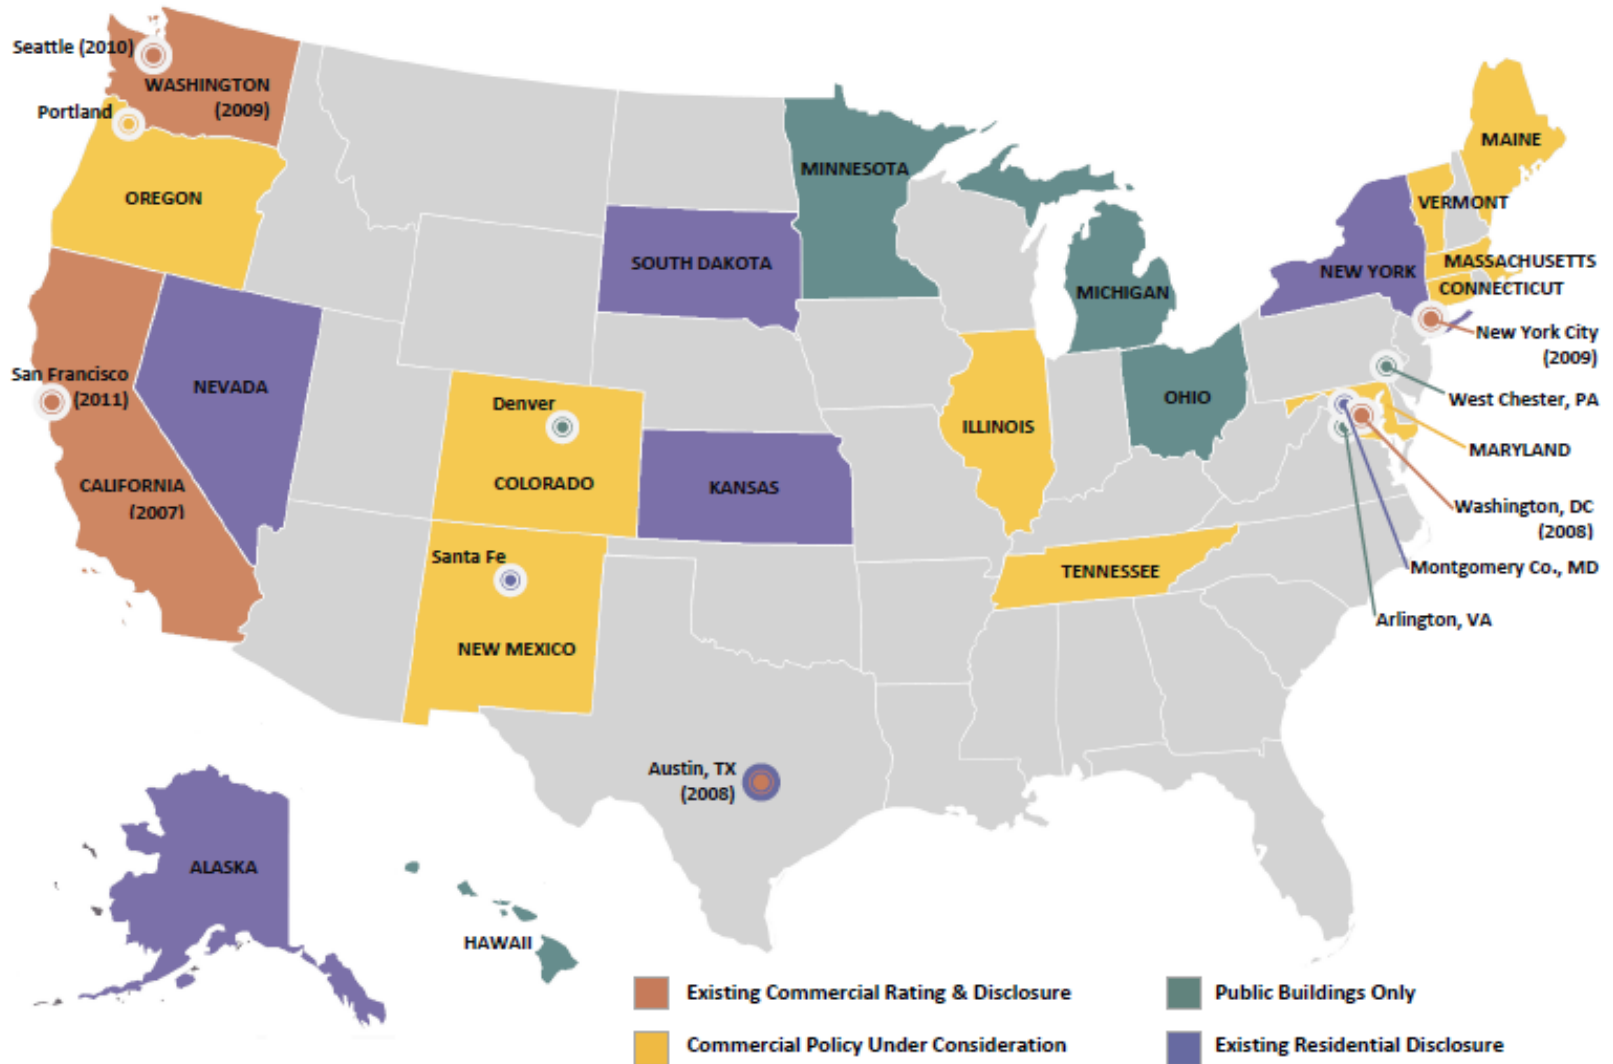 Seattle (2010)
WASHINGTON
(2009)
Portland
OREGON
MINNESOTA
MAINE
VERMONT
SOUTH DAKOTA
NEW YORK
MASSACHUSETTS
CONNECTICUT
MICHIGAN
New York City
(2009)
San Francisco
(2011)
NEVADA
Denver
OHIO
West Chester, PA
ILLINOIS
MARYLAND
CALIFORNIA
(2007)
COLORADO
KANSAS
Washington, DC
(2008)
Santa Fe
TENNESSEE
Montgomery Co., MD
Arlington, VA
NEW MEXICO
Austin, TX
(2008)
ALASKA
HAWAII
Existing Commercial Rating & Disclosure
Public Buildings Only
Commercial Policy Under Consideration
Existing Residential Disclosure